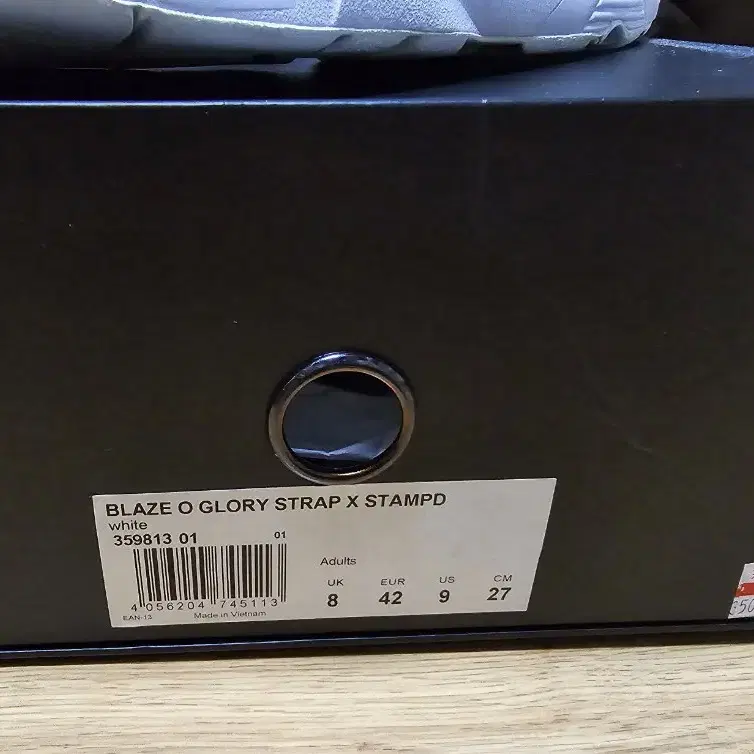 BLAZE O GLORY STRAP X STAMPD
white
359813 01
01
4 056204 745113
EAN-13
Made in Vietnam
Adults
UK EUR US CM
8 42 9 27